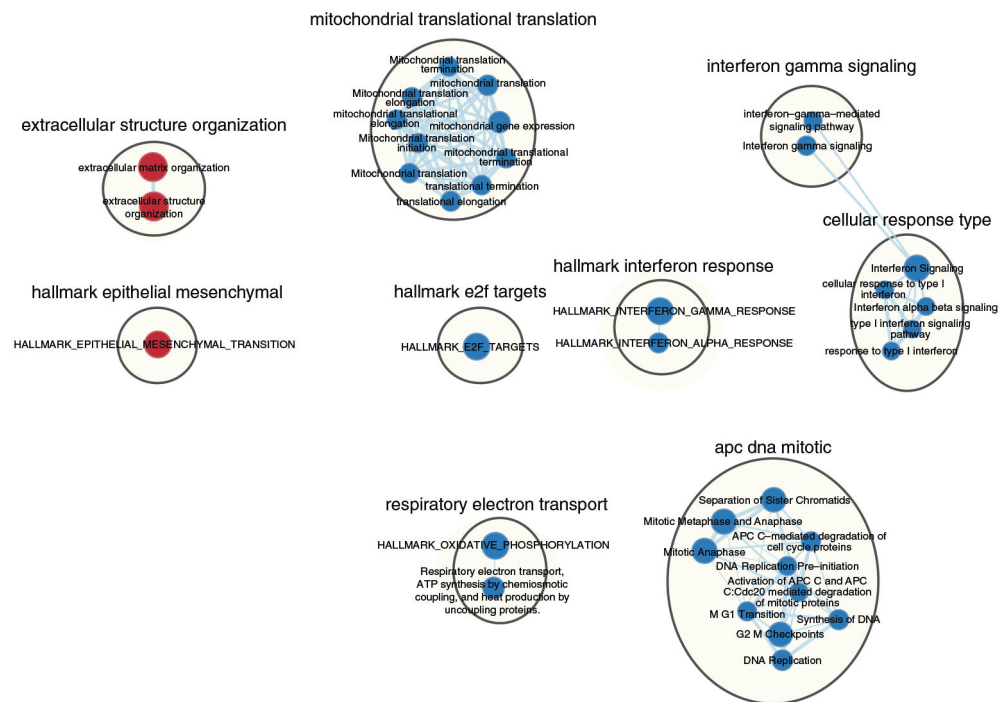 mitochondrial translational translation
Mitochondrial translation
termination
mitochondrial translation
Mitochondrial translation
elongation
mitochondrial translational
elongation
mitochondrial gene expression
Mitochondrial translation
initiation
mitochondrial translational
termination
Mitochondrial translation
translational termination
translational elongation
interferon gamma signaling
interferon–gamma–mediated
signaling pathway
Interferon gamma signaling
extracellular structure organization
extracellular matrix organization
extracellular structure
organization
cellular response type
Interferon Signaling
cellular response to type I
interferon
Interferon alpha beta signaling
type I interferon signaling
pathway
response to type I interferon
hallmark epithelial mesenchymal
HALLMARK_EPITHELIAL_MESENCHYMAL_TRANSITION
hallmark e2f targets
HALLMARK_E2F_TARGETS
hallmark interferon response
HALLMARK_INTERFERON_GAMMA_RESPONSE
HALLMARK_INTERFERON_ALPHA_RESPONSE
respiratory electron transport
HALLMARK_OXIDATIVE_PHOSPHORYLATION
Respiratory electron transport,
ATP synthesis by chemiosmotic
coupling, and heat production by
uncoupling proteins.
apc dna mitotic
Separation of Sister Chromatids
Mitotic Metaphase and Anaphase
APC C–mediated degradation of
cell cycle proteins
Mitotic Anaphase
DNA Replication Pre–initiation
Activation of APC C and APC
C:Cdc20 mediated degradation
of mitotic proteins
M G1 Transition
Synthesis of DNA
G2 M Checkpoints
DNA Replication